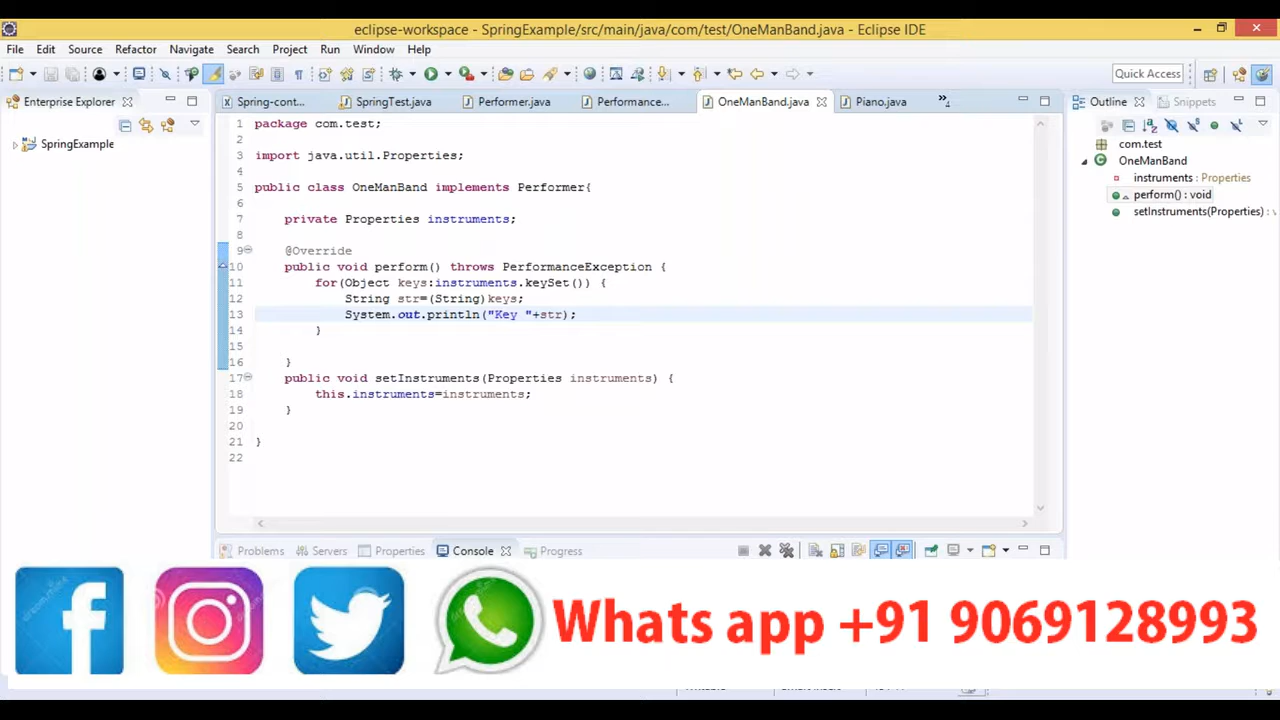 eclipse-workspace - SpringExample/src/main/java/com/test/OneManBand.java - Eclipse IDE
File Edit Source Refactor Navigate Search Project Run Window Help
Quick Access
Enterprise Explorer
SpringExample
Spring-cont... SpringTest.java Performer.java Performance... OneManBand.java Piano.java »4
1 package com.test;
2
3 import java.util.Properties;
4
5 public class OneManBand implements Performer{
6
7 private Properties instruments;
8
9 @Override
10 public void perform() throws PerformanceException {
11 for(Object keys:instruments.keySet()) {
12 String str=(String)keys;
13 System.out.println("Key "+str);
14 }
15
16 }
17 public void setInstruments(Properties instruments) {
18 this.instruments=instruments;
19 }
20
21 }
22
Outline Snippets
com.test
OneManBand
instruments : Properties
perform() : void
setInstruments(Properties) : v
Problems Servers Properties Console Progress
Whats app +91 9069128993